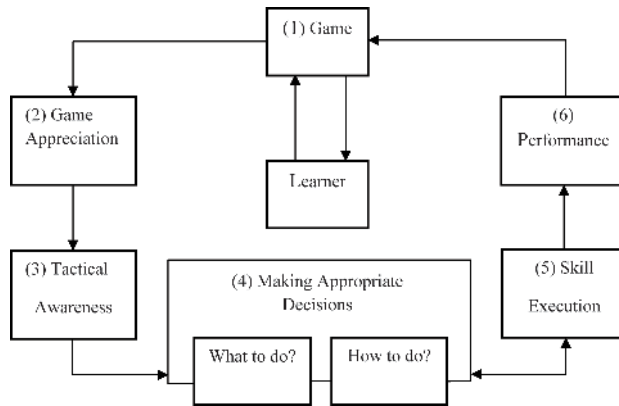 (1) Game
(2) Game
Appreciation
(6)
Performance
Learner
(3) Tactical
Awareness
(4) Making Appropriate
Decisions
What to do?
How to do?
(5) Skill
Execution